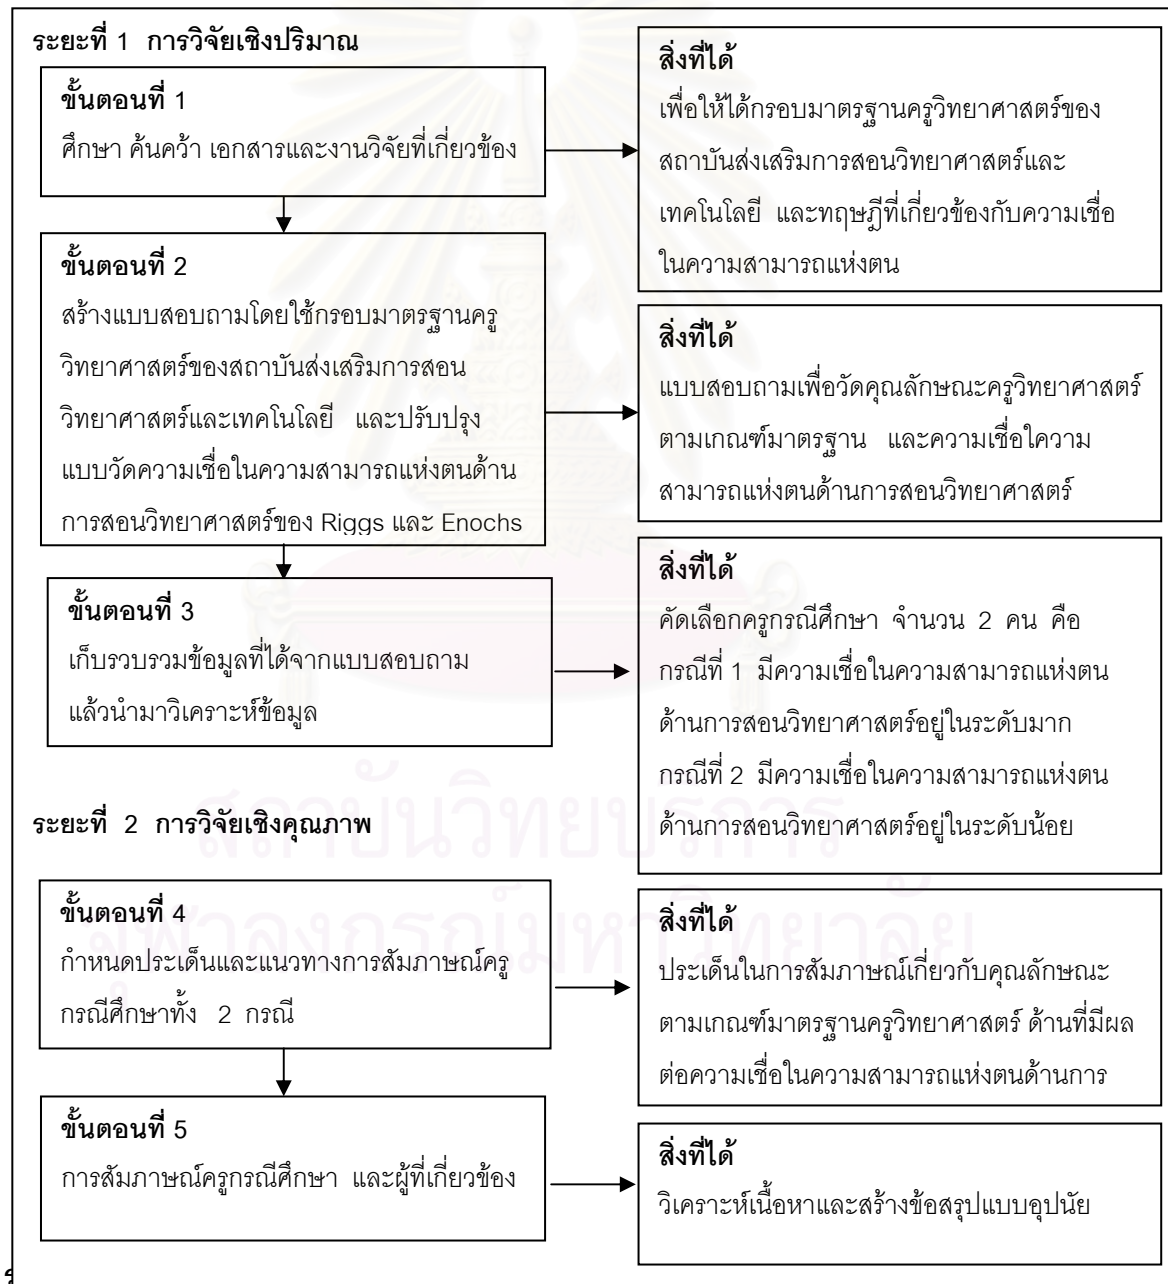 ระยะที่ 1 การวิจัยเชิงปริมาณ
ขั้นตอนที่ 1
ศึกษา ค้นคว้า เอกสารและงานวิจัยที่เกี่ยวข้อง
สิ่งที่ได้
เพื่อให้ได้กรอบมาตรฐานครูวิทยาศาสตร์ของ
สถาบันส่งเสริมการสอนวิทยาศาสตร์และ
เทคโนโลยี และทฤษฎีที่เกี่ยวข้องกับความเชื่อ
ในความสามารถแห่งตน
ขั้นตอนที่ 2
สร้างแบบสอบถามโดยใช้กรอบมาตรฐานครู
วิทยาศาสตร์ของสถาบันส่งเสริมการสอน
วิทยาศาสตร์และเทคโนโลยี และปรับปรุง
แบบวัดความเชื่อในความสามารถแห่งตนด้าน
การสอนวิทยาศาสตร์ของ Riggs และ Enochs
สิ่งที่ได้
แบบสอบถามเพื่อวัดคุณลักษณะครูวิทยาศาสตร์
ตามเกณฑ์มาตรฐาน และความเชื่อใความ
สามารถแห่งตนด้านการสอนวิทยาศาสตร์
ขั้นตอนที่ 3
เก็บรวบรวมข้อมูลที่ได้จากแบบสอบถาม
แล้วนำมาวิเคราะห์ข้อมูล
สิ่งที่ได้
คัดเลือกครูกรณีศึกษา จำนวน 2 คน คือ
กรณีที่ 1 มีความเชื่อในความสามารถแห่งตน
ด้านการสอนวิทยาศาสตร์อยู่ในระดับมาก
กรณีที่ 2 มีความเชื่อในความสามารถแห่งตน
ด้านการสอนวิทยาศาสตร์อยู่ในระดับน้อย
สถาบันวิทยบริการ
จุฬาลงกรณ์มหาวิทยาลัย
ระยะที่ 2 การวิจัยเชิงคุณภาพ
ขั้นตอนที่ 4
กำหนดประเด็นและแนวทางการสัมภาษณ์ครู
กรณีศึกษาทั้ง 2 กรณี
สิ่งที่ได้
ประเด็นในการสัมภาษณ์เกี่ยวกับคุณลักษณะ
ตามเกณฑ์มาตรฐานครูวิทยาศาสตร์ ด้านที่มีผล
ต่อความเชื่อในความสามารถแห่งตนด้านการ
ขั้นตอนที่ 5
การสัมภาษณ์ครูกรณีศึกษา และผู้ที่เกี่ยวข้อง
สิ่งที่ได้
วิเคราะห์เนื้อหาและสร้างข้อสรุปแบบอุปนัย